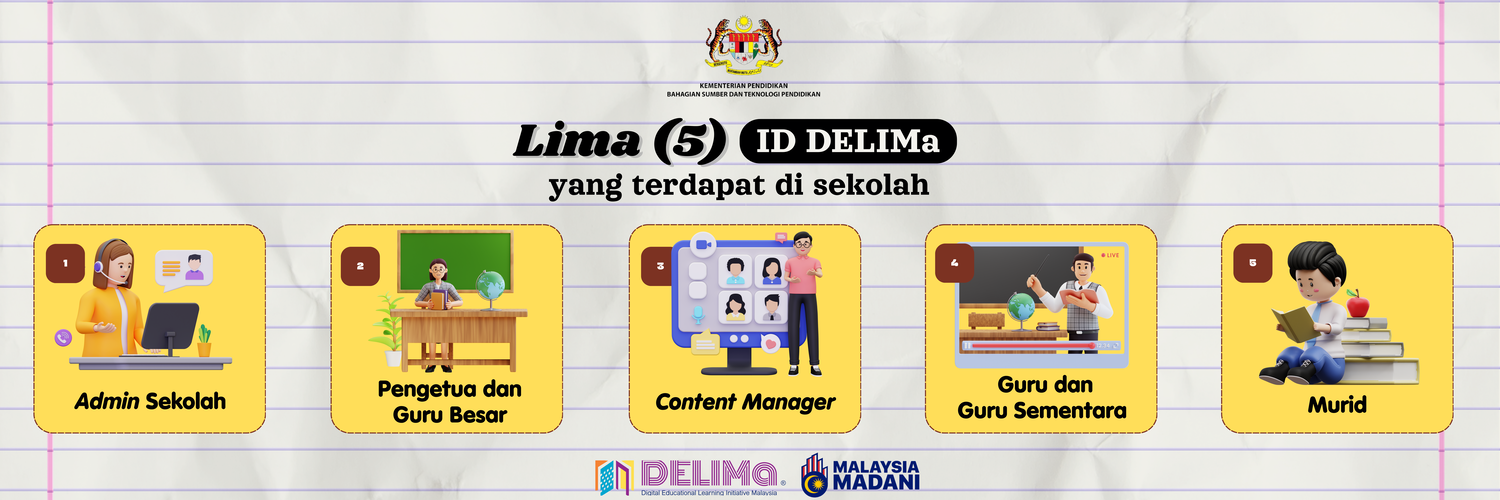 KEMENTERIAN PENDIDIKAN
BAHAGIAN SUMBER DAN TEKNOLOGI PENDIDIKAN
Lima (5) ID DELIMa
yang terdapat di sekolah
1
Admin Sekolah
2
Pengetua dan
Guru Besar
3
Content Manager
4
LIVE
Guru dan
Guru Sementara
5
Murid
DELIMa®
Digital Educational Learning Initiative Malaysia
MALAYSIA
MADANI